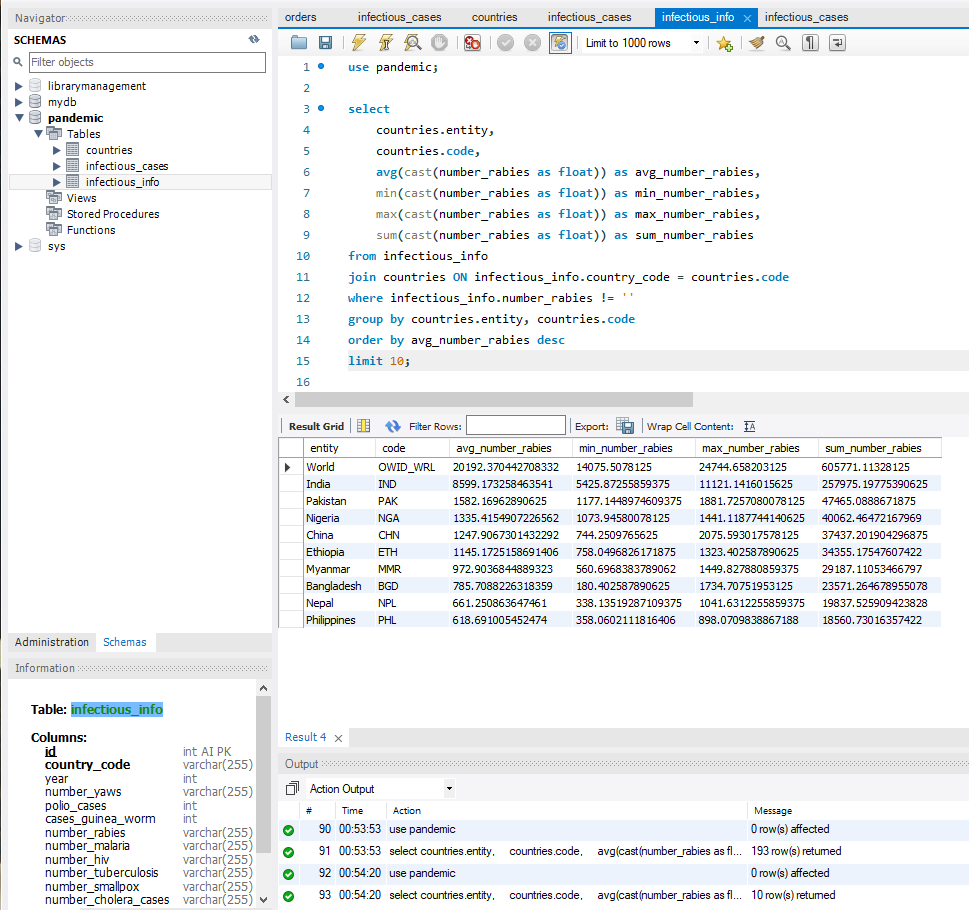 Navigator
SCHEMAS
Filter objects
librarymanagement
mydb
pandemic
Tables
countries
infectious_cases
infectious_info
Views
Stored Procedures
Functions
sys
Administration Schemas
Information
Table: infectious_info
Columns:
id int AI PK
country_code varchar(255)
year int
number_yaws varchar(255)
polio_cases int
cases_guinea_worm int
number_rabies varchar(255)
number_malaria varchar(255)
number_hiv varchar(255)
number_tuberculosis varchar(255)
number_smallpox varchar(255)
number_cholera_cases varchar(255)
orders infectious_cases countries infectious_cases infectious_info infectious_cases
Limit to 1000 rows
1 use pandemic;
2
3 select
4 countries.entity,
5 countries.code,
6 avg(cast(number_rabies as float)) as avg_number_rabies,
7 min(cast(number_rabies as float)) as min_number_rabies,
8 max(cast(number_rabies as float)) as max_number_rabies,
9 sum(cast(number_rabies as float)) as sum_number_rabies
10 from infectious_info
11 join countries ON infectious_info.country_code = countries.code
12 where infectious_info.number_rabies != ''
13 group by countries.entity, countries.code
14 order by avg_number_rabies desc
15 limit 10;
16
Result Grid Filter Rows: Export: Wrap Cell Content:
entity code avg_number_rabies min_number_rabies max_number_rabies sum_number_rabies
World OWID_WRL 20192.370442708332 14075.5078125 24744.658203125 605771.11328125
India IND 8599.173258463541 5425.87255859375 11121.1416015625 257975.19775390625
Pakistan PAK 1582.16962890625 1177.1448974609375 1881.7257080078125 47465.0888671875
Nigeria NGA 1335.4154907226562 1073.94580078125 1441.1187744140625 40062.46472167969
China CHN 1247.9067301432292 744.2509765625 2075.593017578125 37437.201904296875
Ethiopia ETH 1145.1725158691406 758.0496826171875 1323.402587890625 34355.17547607422
Myanmar MMR 972.9036844889323 560.6968383789062 1449.827880859375 29187.11053466797
Bangladesh BGD 785.7088226318359 180.402587890625 1734.70751953125 23571.264678955078
Nepal NPL 661.250863647461 338.13519287109375 1041.6312255859375 19837.525909423828
Philippines PHL 618.691005452474 358.0602111816406 898.0709838867188 18560.73016357422
Result 4
Output
Action Output
# Time Action Message
90 00:53:53 use pandemic 0 row(s) affected
91 00:53:53 select countries.entity, countries.code, avg(cast(number_rabies as fl... 193 row(s) returned
92 00:54:20 use pandemic 0 row(s) affected
93 00:54:20 select countries.entity, countries.code, avg(cast(number_rabies as fl... 10 row(s) returned